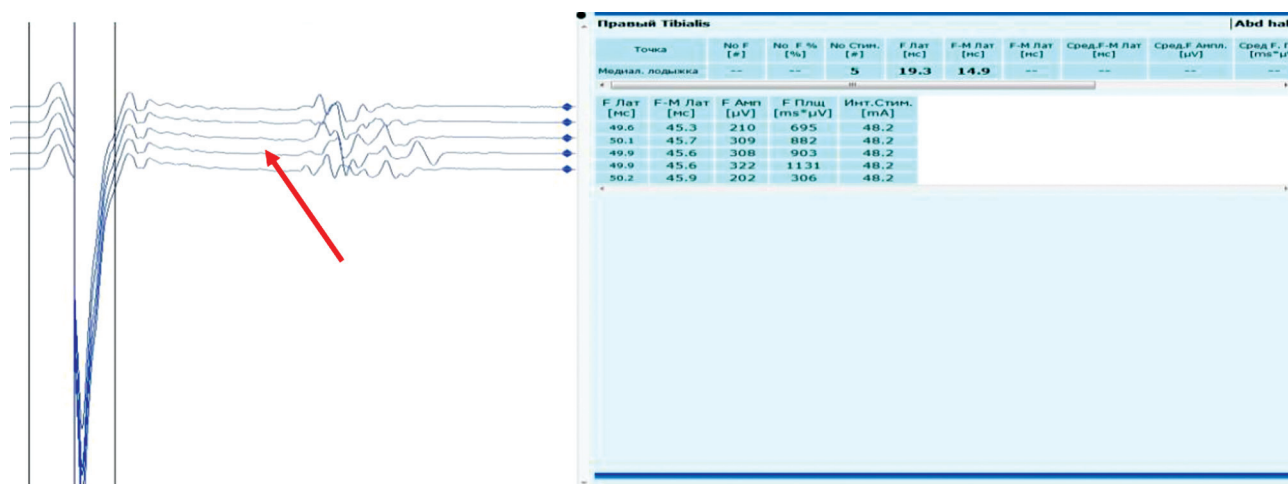 Правый Tibialis |Abd hal
Точка No F [#] No F % [%] No Стим. [#] F Лат [мс] F-M Лат [мс] F-M Лат [мс] Сред.F-M Лат [мс] Сред.F Ампл. [µV] Сред F.
Медиал. лодыжка -- -- 5 19.3 14.9 -- -- -- --
F Лат [мс] F-M Лат [мс] F Амп [µV] F Плщ [ms*µV] Инт.Стим. [mA]
49.6 45.3 210 695 48.2
50.1 45.7 309 882 48.2
49.9 45.6 308 903 48.2
49.9 45.6 322 1131 48.2
50.2 45.9 202 306 48.2